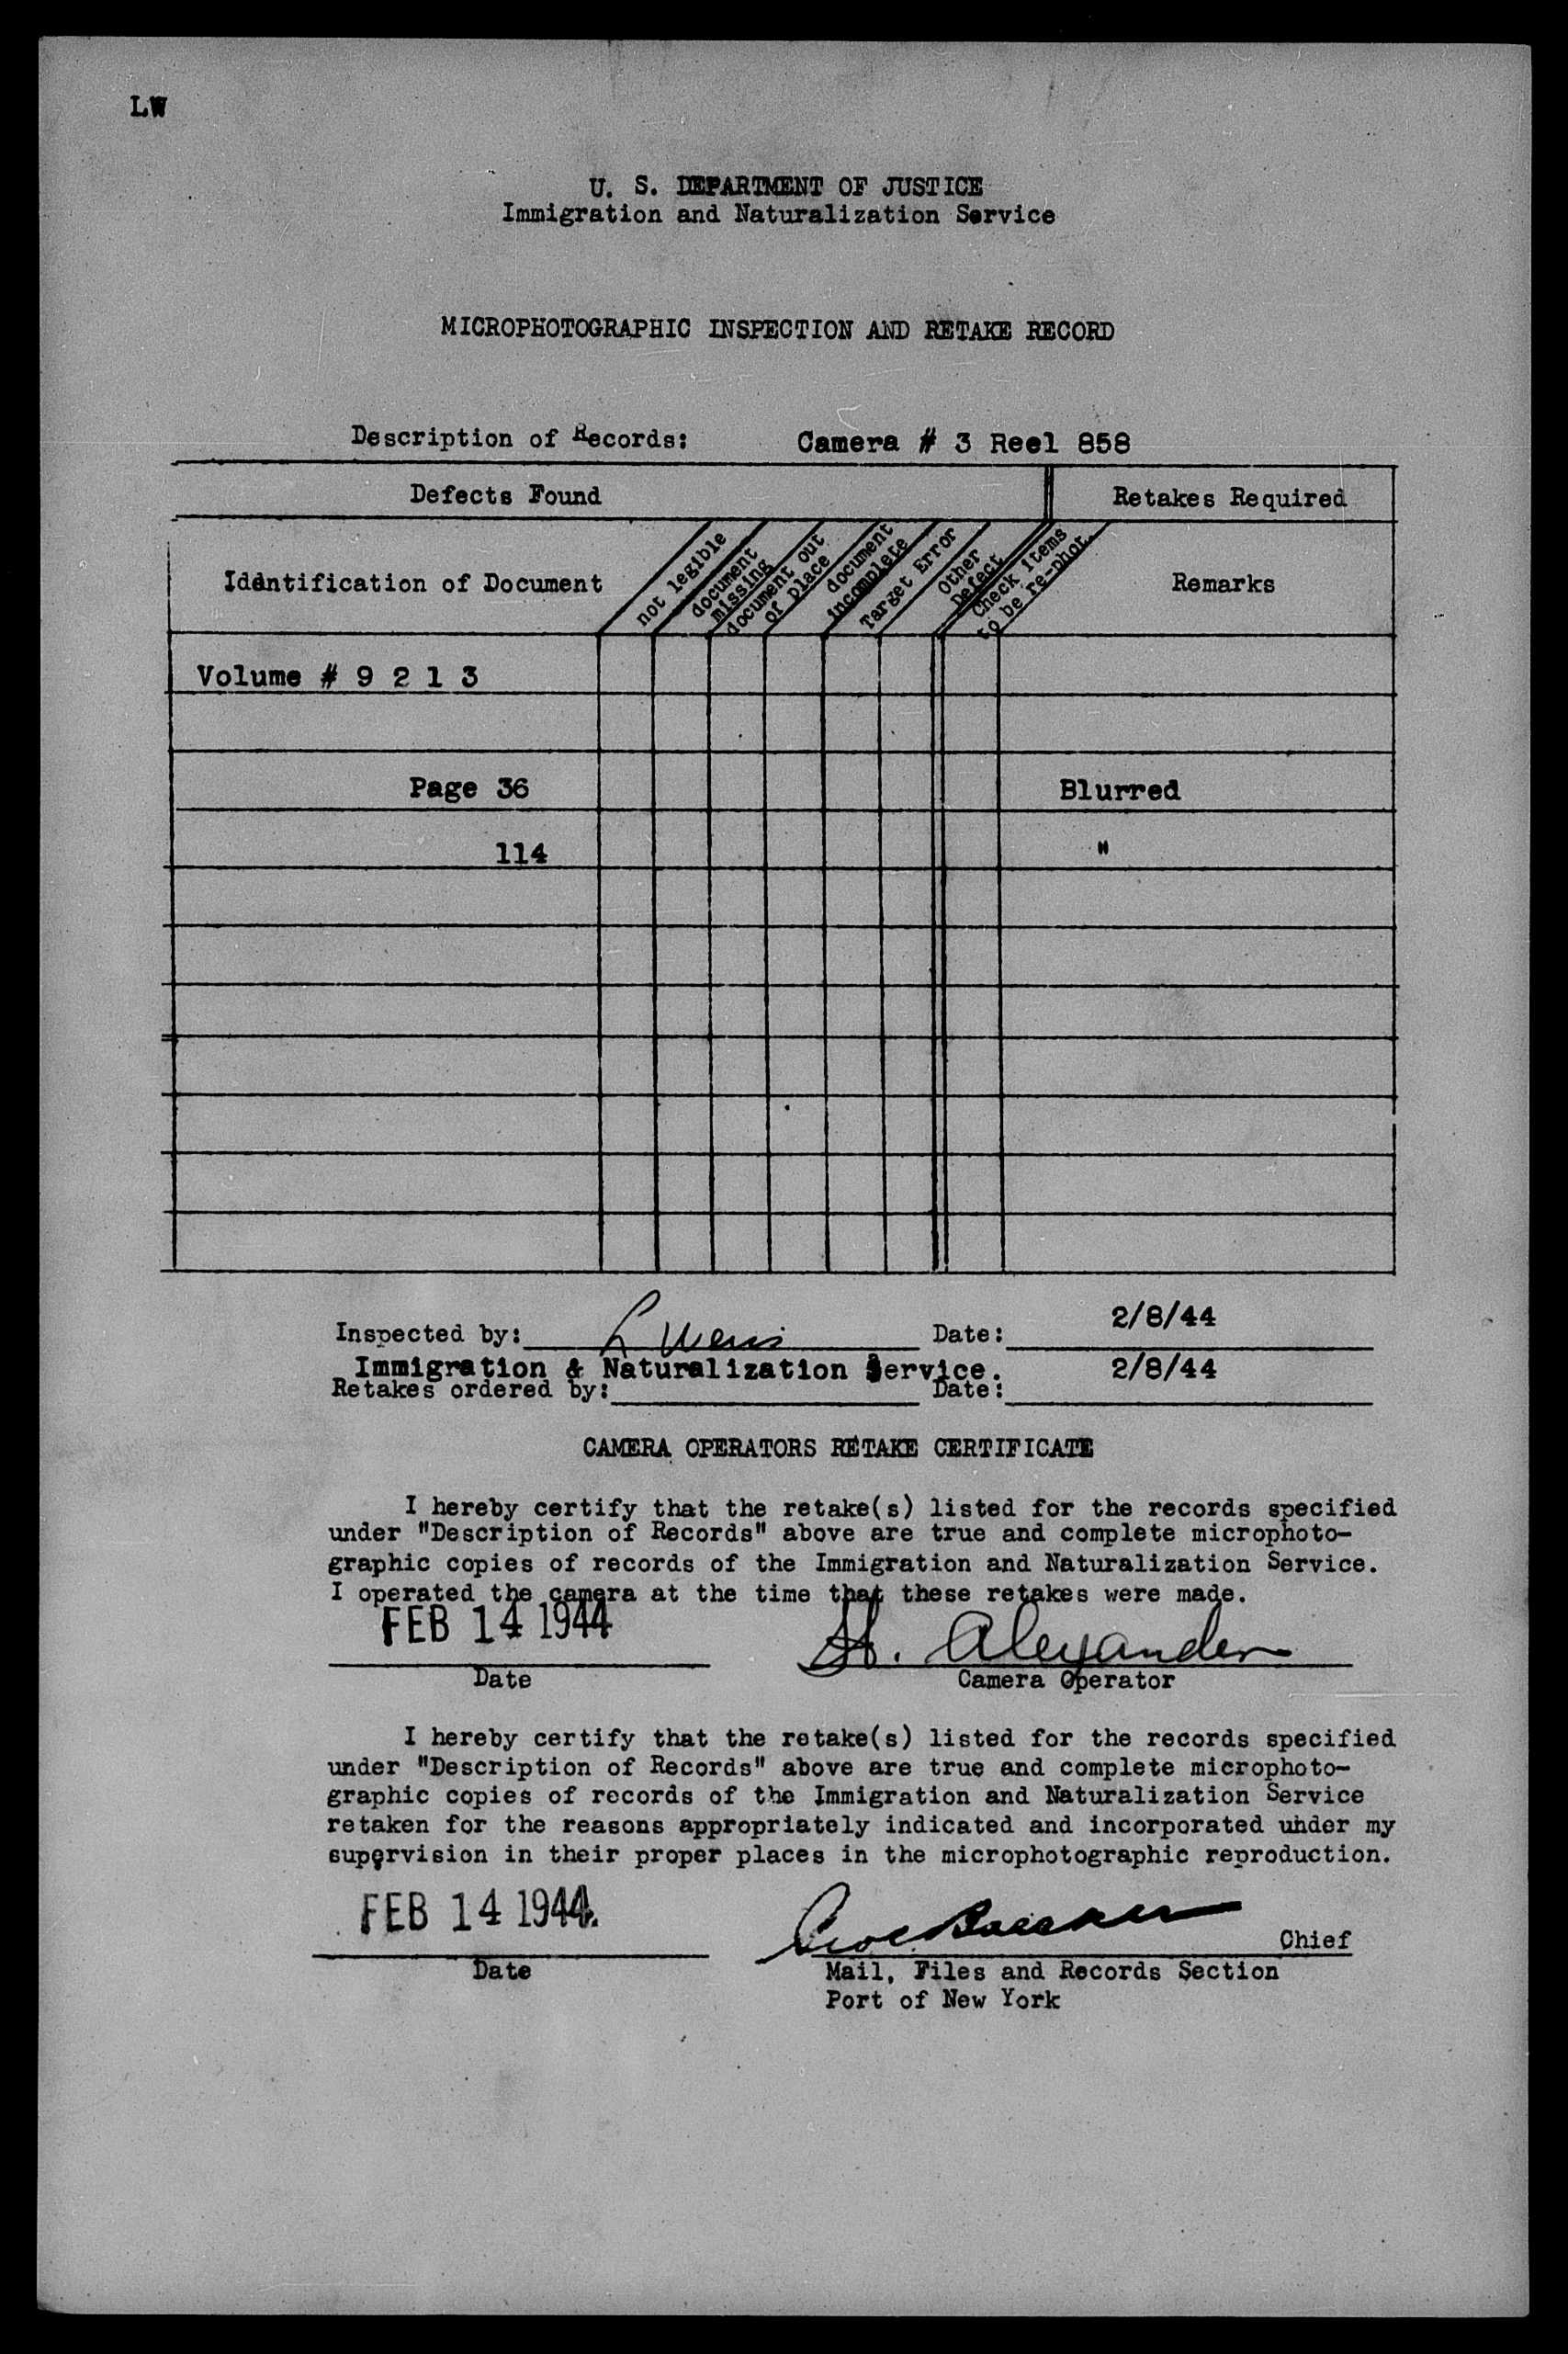 LW
U. S. DEPARTMENT OF JUSTICE
Immigration and Naturalization Service
MICROPHOTOGRAPHIC INSPECTION AND RETAKE RECORD
Description of Records: Camera # 3 Reel 858
Defects Found Retakes Required
Identification of Document not legible document missing document out of place document incomplete Target Error Other Defect Check items to be re-phot. Remarks
Volume # 9 2 1 3
Page 36 Blurred
114 "
Inspected by: L Date: 2/8/44
Immigration & Naturalization Service. 2/8/44
Retakes ordered by: Date:
CAMERA OPERATORS RETAKE CERTIFICATE
I hereby certify that the retake(s) listed for the records specified
under "Description of Records" above are true and complete microphoto-
graphic copies of records of the Immigration and Naturalization Service.
I operated the camera at the time that these retakes were made.
FEB 14 1944 H. Alexander
Date Camera Operator
I hereby certify that the retake(s) listed for the records specified
under "Description of Records" above are true and complete microphoto-
graphic copies of records of the Immigration and Naturalization Service
retaken for the reasons appropriately indicated and incorporated under my
supervision in their proper places in the microphotographic reproduction.
FEB 14 1944. Chief
Date Mail, Files and Records Section
Port of New York